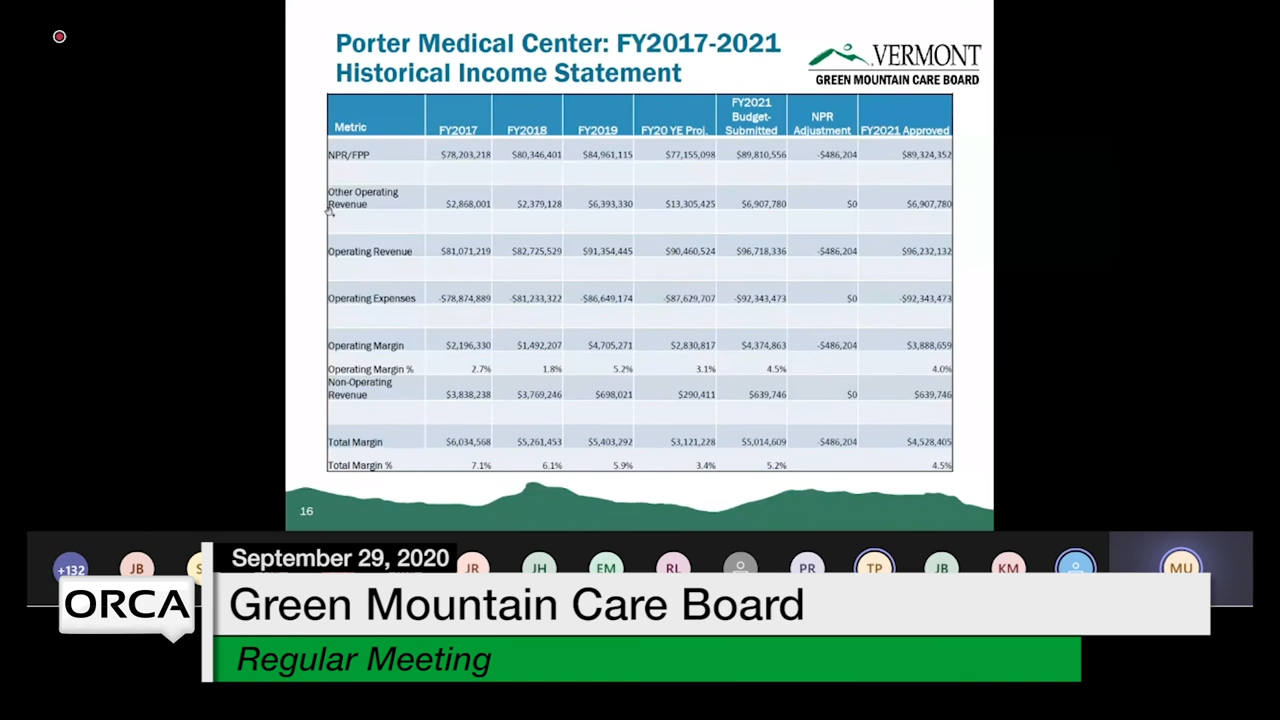 Porter Medical Center: FY2017-2021
Historical Income Statement
VERMONT
GREEN MOUNTAIN CARE BOARD
Metric FY2017 FY2018 FY2019 FY20 YE Proj. FY2021 Budget-Submitted NPR Adjustment FY2021 Approved
NPR/FPP $78,203,218 $80,346,401 $84,961,115 $77,155,098 $89,810,556 -$486,204 $89,324,352
Other Operating
Revenue $2,868,001 $2,379,128 $6,393,330 $13,305,425 $6,907,780 $0 $6,907,780
Operating Revenue $81,071,219 $82,725,529 $91,354,445 $90,460,524 $96,718,336 -$486,204 $96,232,132
Operating Expenses -$78,874,889 -$81,233,322 -$86,649,174 -$87,629,707 -$92,343,473 $0 -$92,343,473
Operating Margin $2,196,330 $1,492,207 $4,705,271 $2,830,817 $4,374,863 -$486,204 $3,888,659
Operating Margin % 2.7% 1.8% 5.2% 3.1% 4.5% 4.0%
Non-Operating
Revenue $3,838,238 $3,769,246 $698,021 $290,411 $639,746 $0 $639,746
Total Margin $6,034,568 $5,261,453 $5,403,292 $3,121,228 $5,014,609 -$486,204 $4,528,405
Total Margin % 7.1% 6.1% 5.9% 3.4% 5.2% 4.5%
16
+132 JB S JR JH EM RL PR TP JB KM MU
September 29, 2020
ORCA
Green Mountain Care Board
Regular Meeting